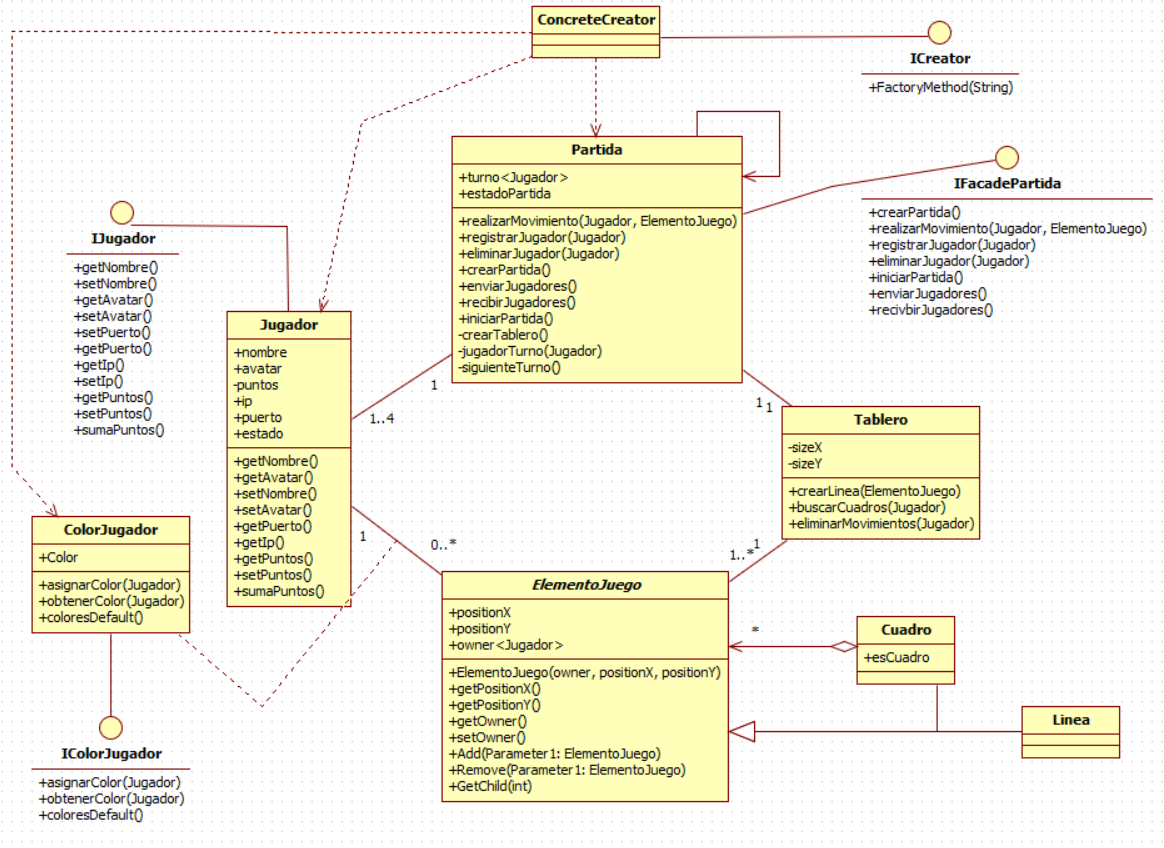 ConcreteCreator
ICreator
+FactoryMethod(String)
Partida
+turno<Jugador>
+estadoPartida
+realizarMovimiento(Jugador, ElementoJuego)
+registrarJugador(Jugador)
+eliminarJugador(Jugador)
+crearPartida()
+enviarJugadores()
+recibirJugadores()
+iniciarPartida()
-crearTablero()
-jugadorTurno(Jugador)
-siguienteTurno()
IFacadePartida
+crearPartida()
+realizarMovimiento(Jugador, ElementoJuego)
+registrarJugador(Jugador)
+eliminarJugador(Jugador)
+iniciarPartida()
+enviarJugadores()
+recivbirJugadores()
IJugador
+getNombre()
+setNombre()
+getAvatar()
+setAvatar()
+setPuerto()
+getPuerto()
+getIp()
+setIp()
+getPuntos()
+setPuntos()
+sumaPuntos()
Jugador
+nombre
+avatar
-puntos
+ip
+puerto
+estado
+getNombre()
+getAvatar()
+setNombre()
+setAvatar()
+getPuerto()
+getIp()
+getPuntos()
+setPuntos()
+sumaPuntos()
1
1..4
1
1
Tablero
-sizeX
-sizeY
+crearLinea(ElementoJuego)
+buscarCuadros(Jugador)
+eliminarMovimientos(Jugador)
1
0..*
1
1..*
ColorJugador
+Color
+asignarColor(Jugador)
+obtenerColor(Jugador)
+coloresDefault()
IColorJugador
+asignarColor(Jugador)
+obtenerColor(Jugador)
+coloresDefault()
ElementoJuego
+positionX
+positionY
+owner<Jugador>
+ElementoJuego(owner, positionX, positionY)
+getPositionX()
+getPositionY()
+getOwner()
+setOwner()
+Add(Parameter1: ElementoJuego)
+Remove(Parameter1: ElementoJuego)
+GetChild(int)
*
Cuadro
+esCuadro
Linea